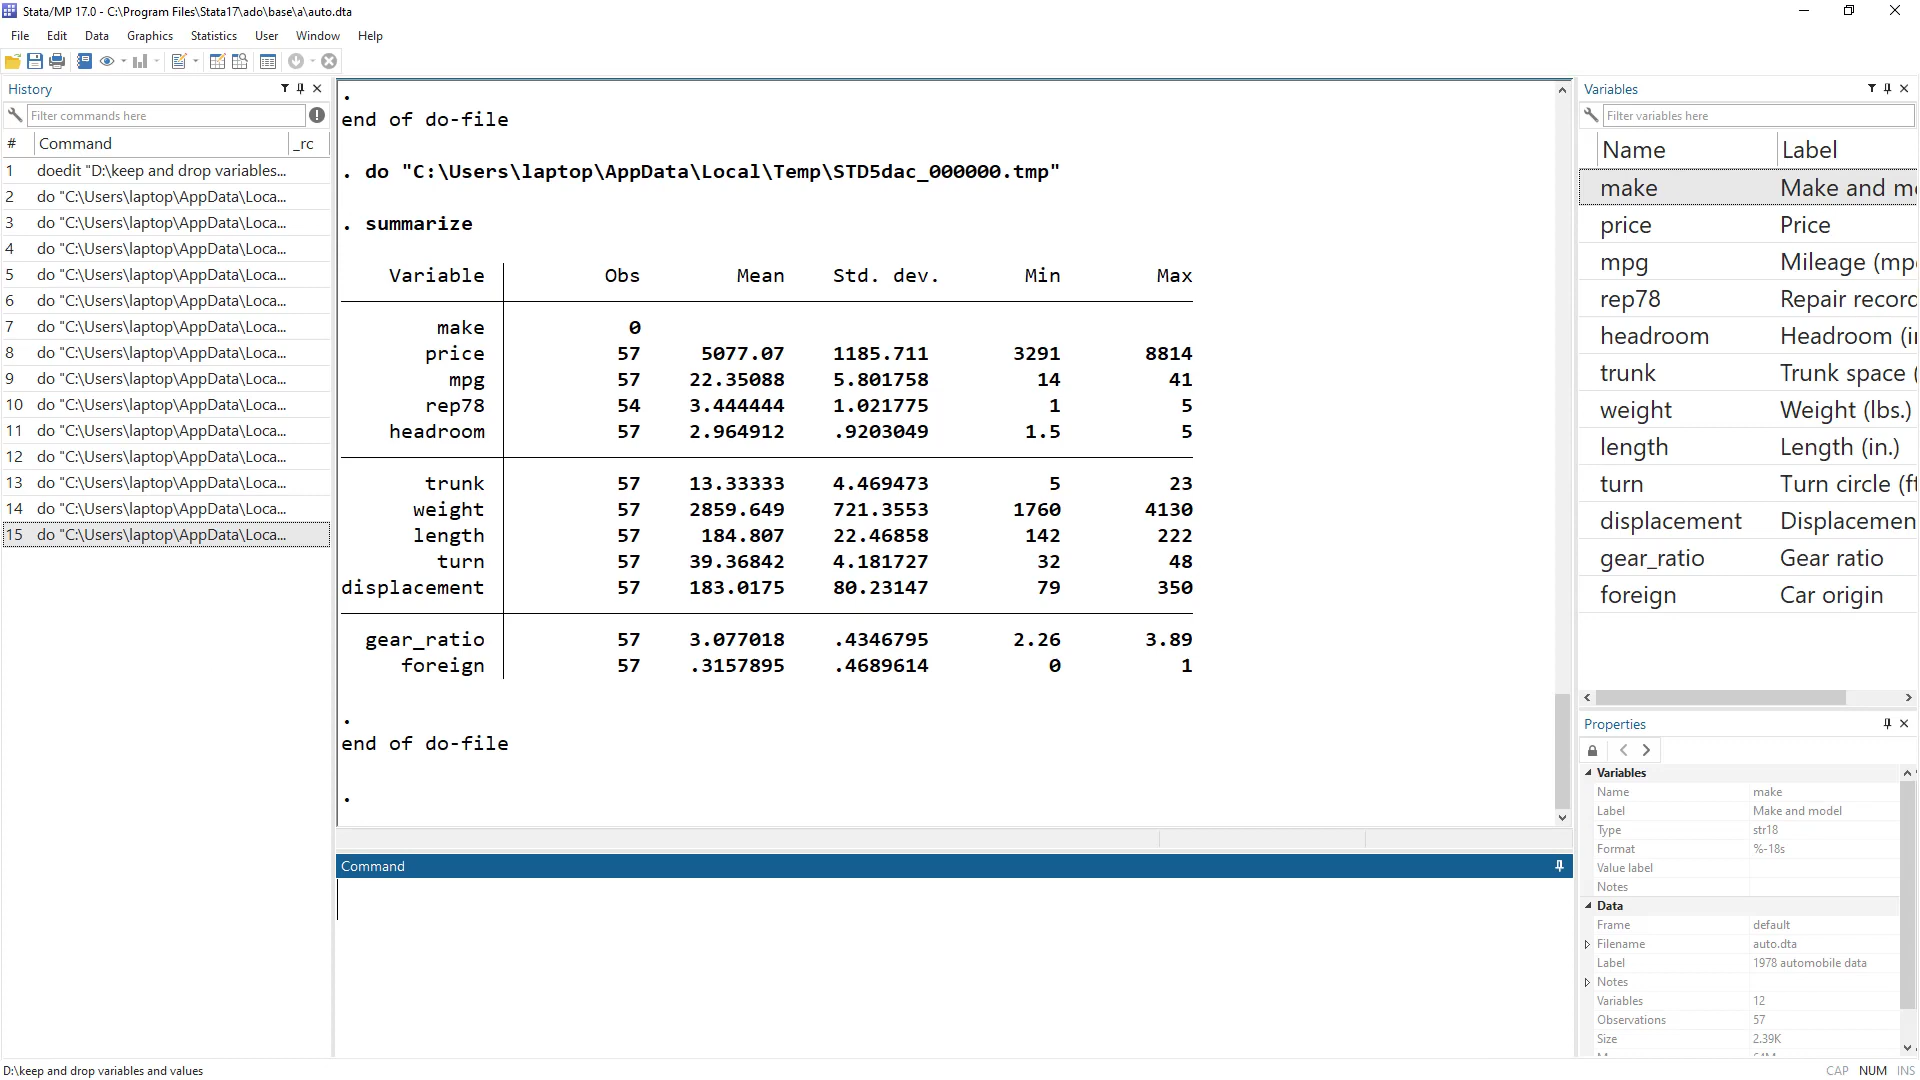 Stata/MP 17.0 - C:\Program Files\Stata17\ado\base\a\auto.dta
File Edit Data Graphics Statistics User Window Help
History
Filter commands here
# Command _rc
1 doedit "D:\keep and drop variables...
2 do "C:\Users\laptop\AppData\Loca...
3 do "C:\Users\laptop\AppData\Loca...
4 do "C:\Users\laptop\AppData\Loca...
5 do "C:\Users\laptop\AppData\Loca...
6 do "C:\Users\laptop\AppData\Loca...
7 do "C:\Users\laptop\AppData\Loca...
8 do "C:\Users\laptop\AppData\Loca...
9 do "C:\Users\laptop\AppData\Loca...
10 do "C:\Users\laptop\AppData\Loca...
11 do "C:\Users\laptop\AppData\Loca...
12 do "C:\Users\laptop\AppData\Loca...
13 do "C:\Users\laptop\AppData\Loca...
14 do "C:\Users\laptop\AppData\Loca...
15 do "C:\Users\laptop\AppData\Loca...
.
end of do-file
. do "C:\Users\laptop\AppData\Local\Temp\STD5dac_000000.tmp"
. summarize
Variable Obs Mean Std. dev. Min Max
make 0
price 57 5077.07 1185.711 3291 8814
mpg 57 22.35088 5.801758 14 41
rep78 54 3.444444 1.021775 1 5
headroom 57 2.964912 .9203049 1.5 5
trunk 57 13.33333 4.469473 5 23
weight 57 2859.649 721.3553 1760 4130
length 57 184.807 22.46858 142 222
turn 57 39.36842 4.181727 32 48
displacement 57 183.0175 80.23147 79 350
gear_ratio 57 3.077018 .4346795 2.26 3.89
foreign 57 .3157895 .4689614 0 1
.
end of do-file
.
Command
Variables
Filter variables here
Name Label
make Make and m
price Price
mpg Mileage (mp
rep78 Repair recor
headroom Headroom (i
trunk Trunk space (
weight Weight (lbs.)
length Length (in.)
turn Turn circle (f
displacement Displacemen
gear_ratio Gear ratio
foreign Car origin
Properties
Variables
Name make
Label Make and model
Type str18
Format %-18s
Value label
Notes
Data
Frame default
Filename auto.dta
Label 1978 automobile data
Notes
Variables 12
Observations 57
Size 2.39K
D:\keep and drop variables and values
CAP NUM INS